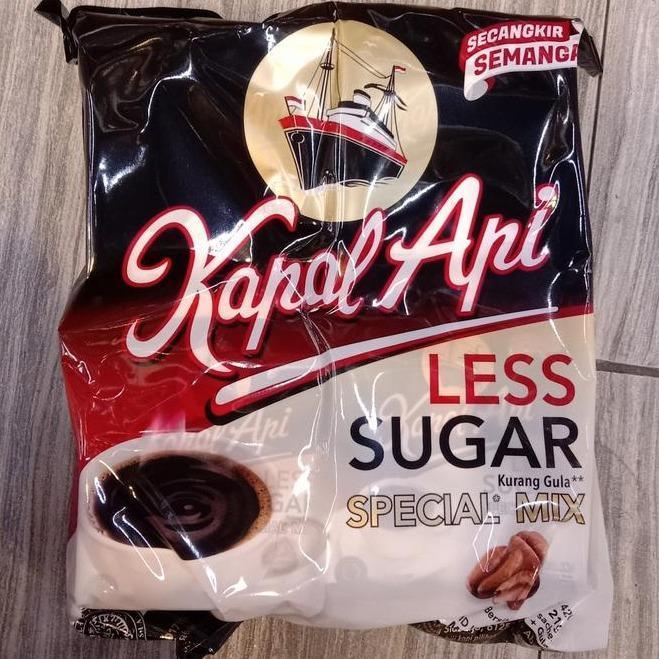 SECANGKIR
SEMANGA
Kapal Api
LESS
SUGAR
Kurang Gula**
SPECIAL* MIX